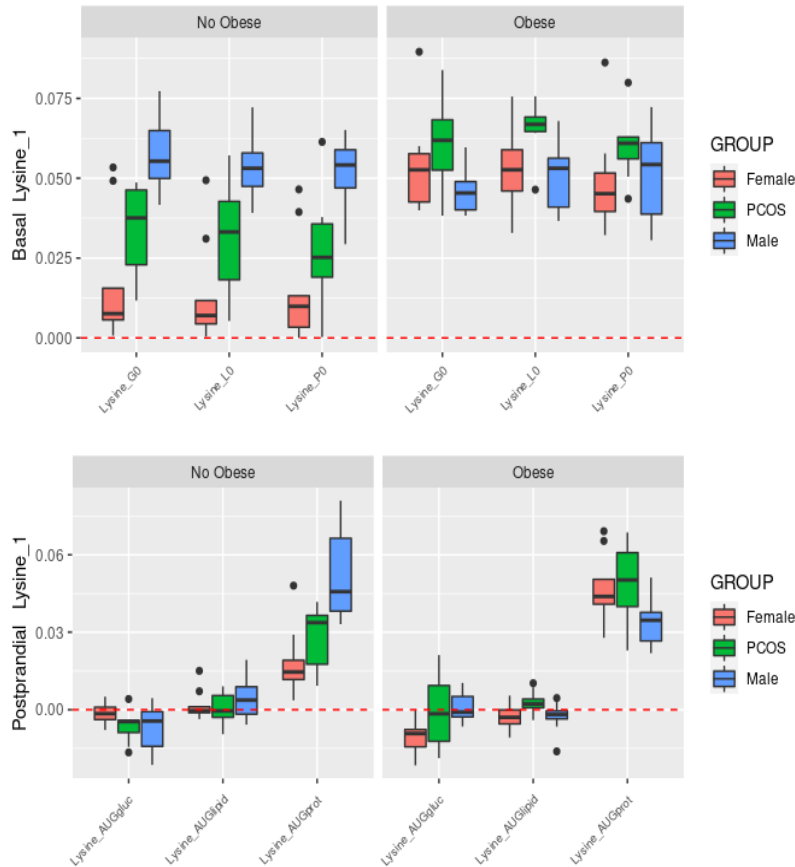 No Obese
Obese
Basal Lysine_1
0.075
0.050
0.025
0.000
Lysine_G0
Lysine_L0
Lysine_P0
Lysine_G0
Lysine_L0
Lysine_P0
GROUP
Female
PCOS
Male
No Obese
Obese
Postprandial Lysine_1
0.06
0.03
0.00
Lysine_AUGgluc
Lysine_AUGlipid
Lysine_AUGprot
Lysine_AUGgluc
Lysine_AUGlipid
Lysine_AUGprot
GROUP
Female
PCOS
Male